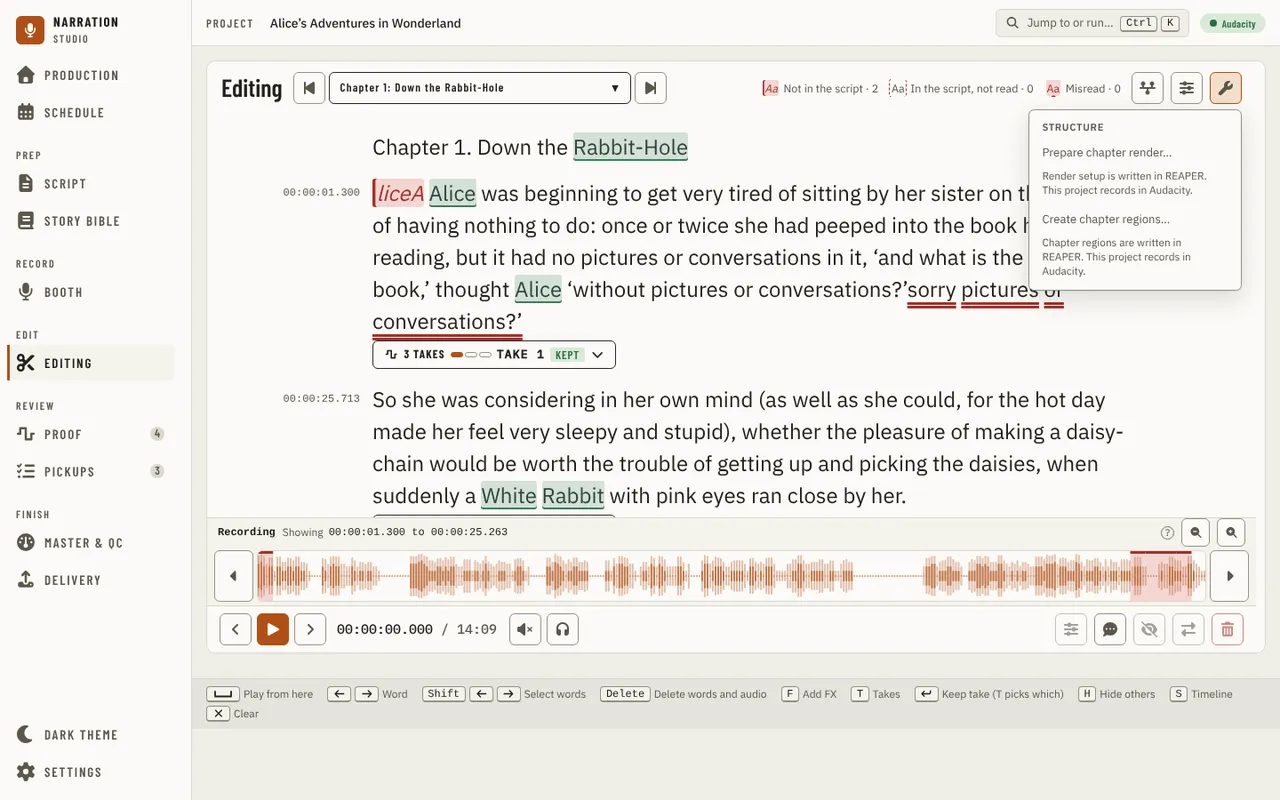 NARRATION
STUDIO
PRODUCTION
SCHEDULE
PREP
SCRIPT
STORY BIBLE
RECORD
BOOTH
EDIT
EDITING
REVIEW
PROOF 4
PICKUPS 3
FINISH
MASTER & QC
DELIVERY
DARK THEME
SETTINGS
PROJECT Alice's Adventures in Wonderland
Jump to or run... Ctrl K
Audacity
Editing
Chapter 1: Down the Rabbit-Hole
Aa Not in the script · 2 Aa In the script, not read · 0 Aa Misread · 0
STRUCTURE
Prepare chapter render...
Render setup is written in REAPER.
This project records in Audacity.
Create chapter regions...
Chapter regions are written in
REAPER. This project records in
Audacity.
Chapter 1. Down the Rabbit-Hole
00:00:01.300
liceA Alice was beginning to get very tired of sitting by her sister on
of having nothing to do: once or twice she had peeped into the book
reading, but it had no pictures or conversations in it, ‘and what is the
book,’ thought Alice ‘without pictures or conversations?’sorry pictures or
conversations?’
3 TAKES TAKE 1 KEPT
00:00:25.713
So she was considering in her own mind (as well as she could, for the hot day
made her feel very sleepy and stupid), whether the pleasure of making a daisy-
chain would be worth the trouble of getting up and picking the daisies, when
suddenly a White Rabbit with pink eyes ran close by her.
Recording Showing 00:00:01.300 to 00:00:25.263
00:00:00.000 / 14:09
Play from here Word Shift Select words Delete Delete words and audio F Add FX T Takes Keep take (T picks which) H Hide others S Timeline
X Clear